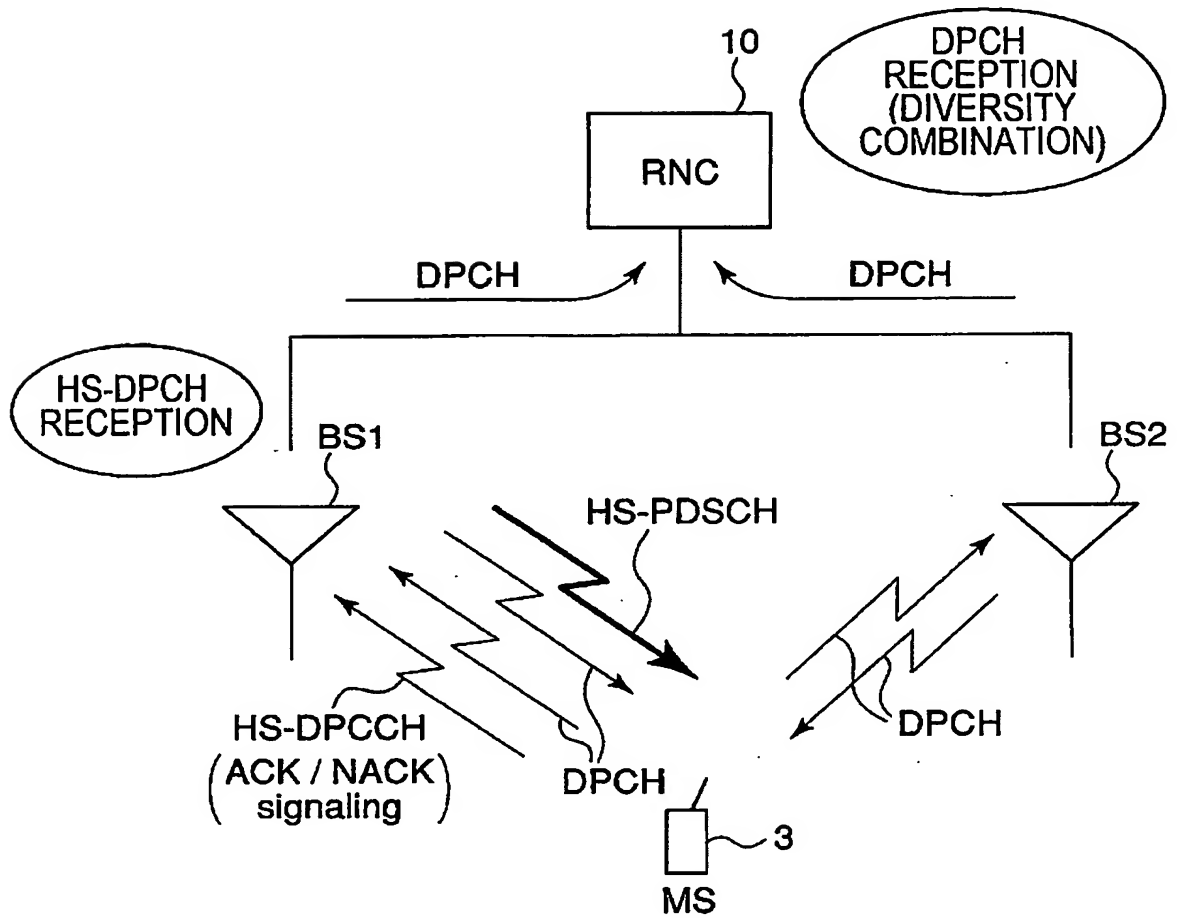 10
DPCH
RECEPTION
(DIVERSITY
COMBINATION)
RNC
DPCH
DPCH
HS-DPCH
RECEPTION
BS1
BS2
HS-PDSCH
HS-DPCCH
(ACK / NACK
signaling)
DPCH
DPCH
3
MS